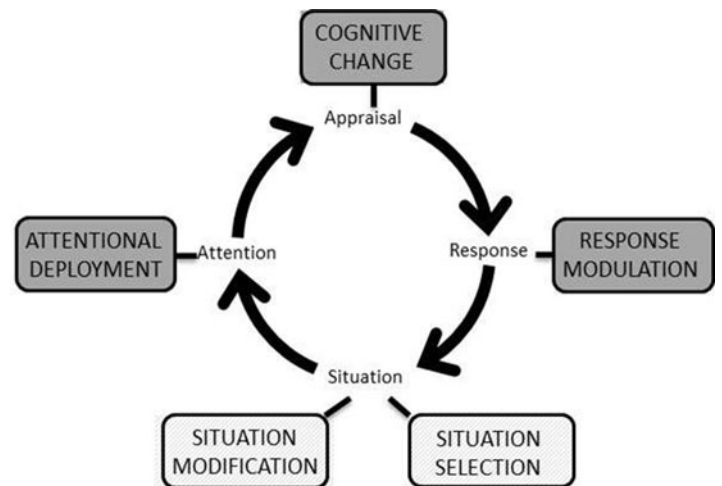 COGNITIVE
CHANGE
Appraisal
ATTENTIONAL
DEPLOYMENT
Attention
Response
RESPONSE
MODULATION
Situation
SITUATION
MODIFICATION
SITUATION
SELECTION